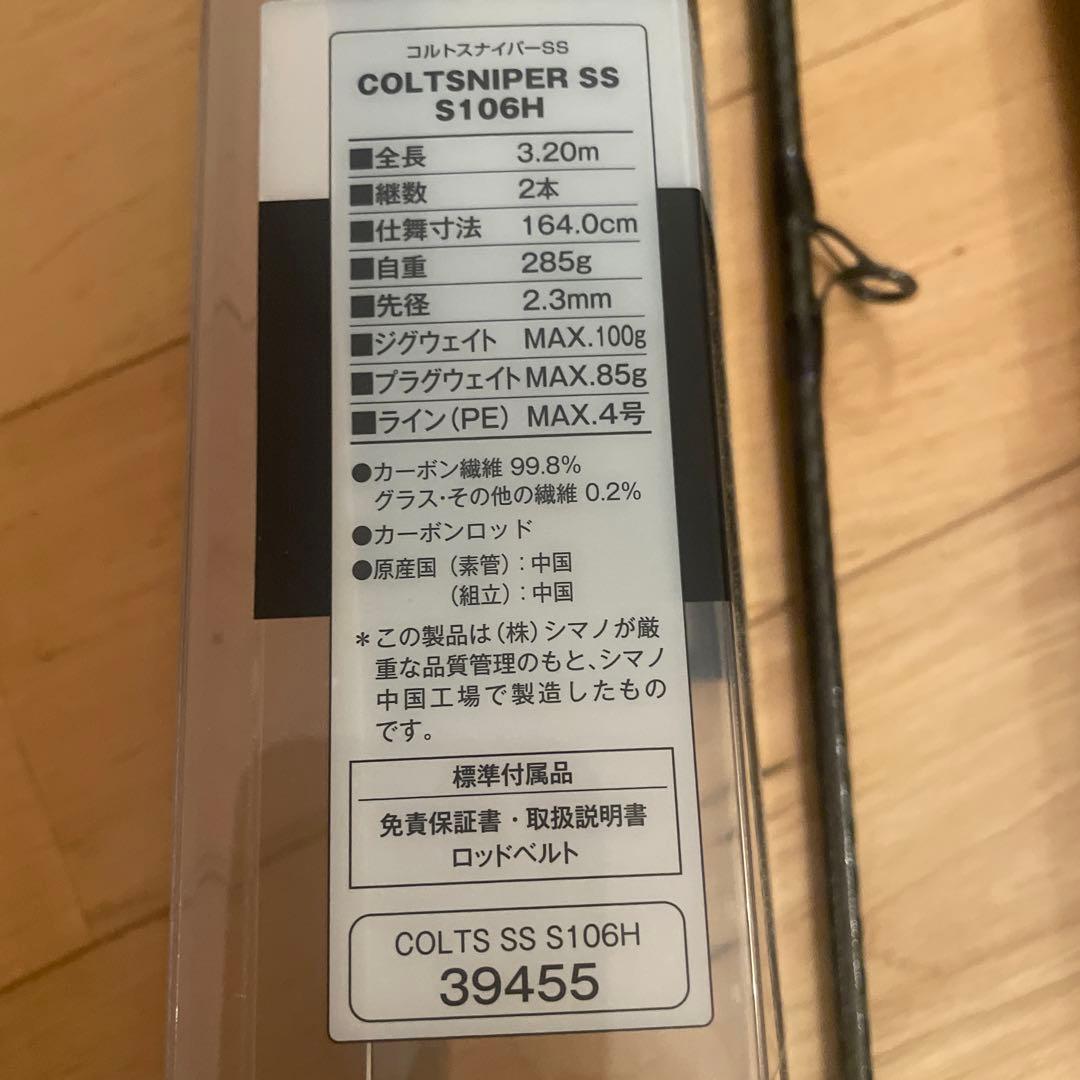 コルトスナイパーSS
COLTSNIPER SS
S106H
■全長 3.20m
■継数 2本
■仕舞寸法 164.0cm
■自重 285g
■先径 2.3mm
■ジグウェイト MAX.100g
■プラグウェイト MAX.85g
■ライン(PE) MAX.4号
●カーボン繊維 99.8%
グラス・その他の繊維 0.2%
●カーボンロッド
●原産国(素管):中国
(組立):中国
*この製品は(株)シマノが厳
重な品質管理のもと、シマノ
中国工場で製造したもの
です。
標準付属品
免責保証書・取扱説明書
ロッドベルト
COLTS SS S106H
39455